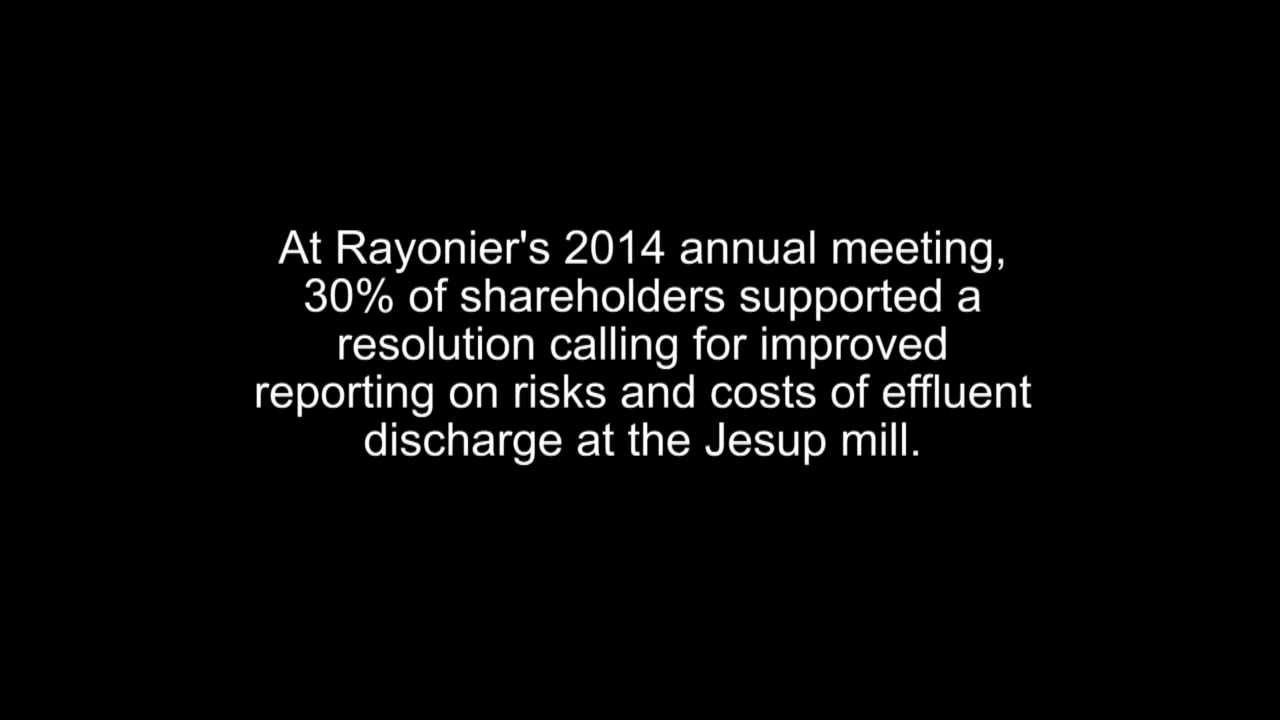 At Rayonier's 2014 annual meeting,
30% of shareholders supported a
resolution calling for improved
reporting on risks and costs of effluent
discharge at the Jesup mill.